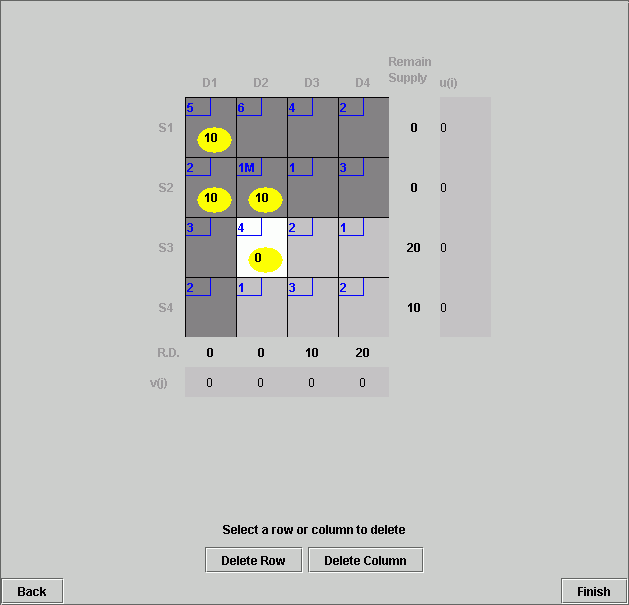 Remain
D1 D2 D3 D4 Supply u(i)
5 6 4 2
S1 10 0 0
2 1M 1 3
S2 10 10 0 0
3 4 2 1
S3 0 20 0
2 1 3 2
S4 10 0
R.D. 0 0 10 20
v(j) 0 0 0 0
Select a row or column to delete
Delete Row Delete Column
Back Finish